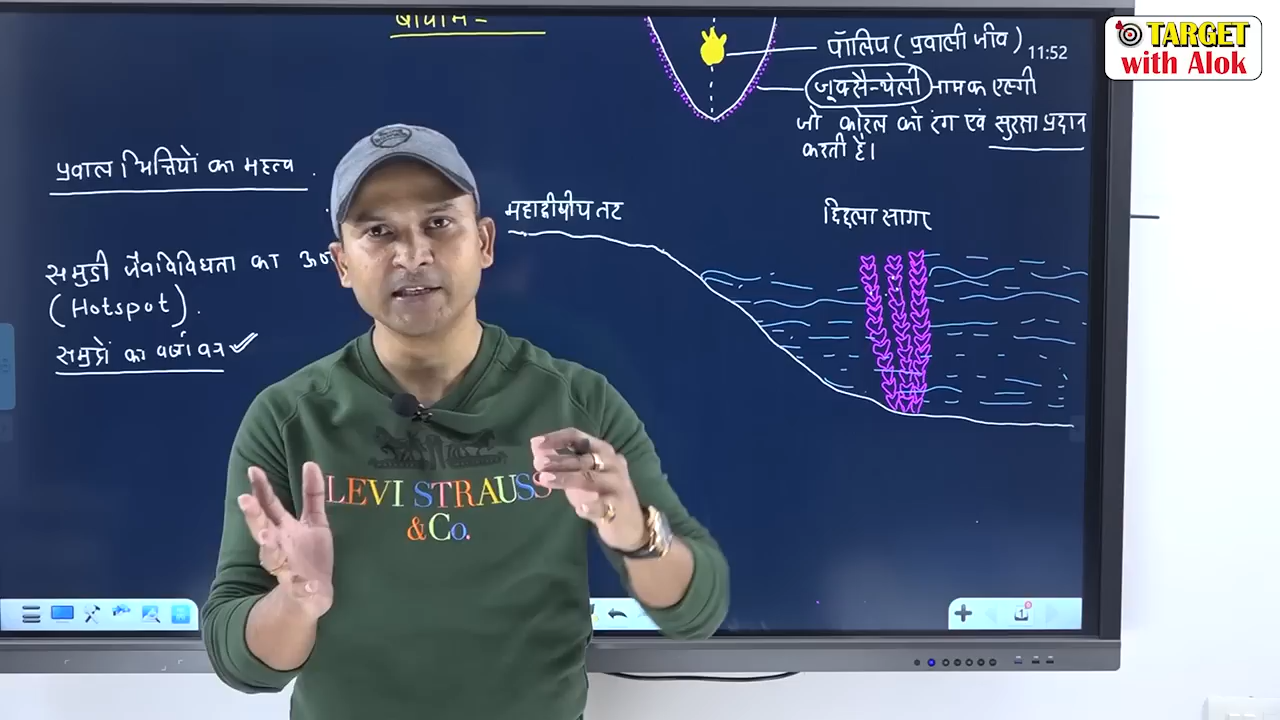 TARGET
with Alok
पॉलिप (प्रवाली जीव)
11:52
जूक्सै-थेली नामक एल्गी
जो कोरल को रंग एवं सुरक्षा प्रदान
करती है।
प्रवाल भित्तियों का महत्व
महाद्वीपीय तट
छिछला सागर
समुद्री जैवविविधता का
(Hotspot).
समुद्रों का वर्षा वन
LEVI STRAUSS
&Co.